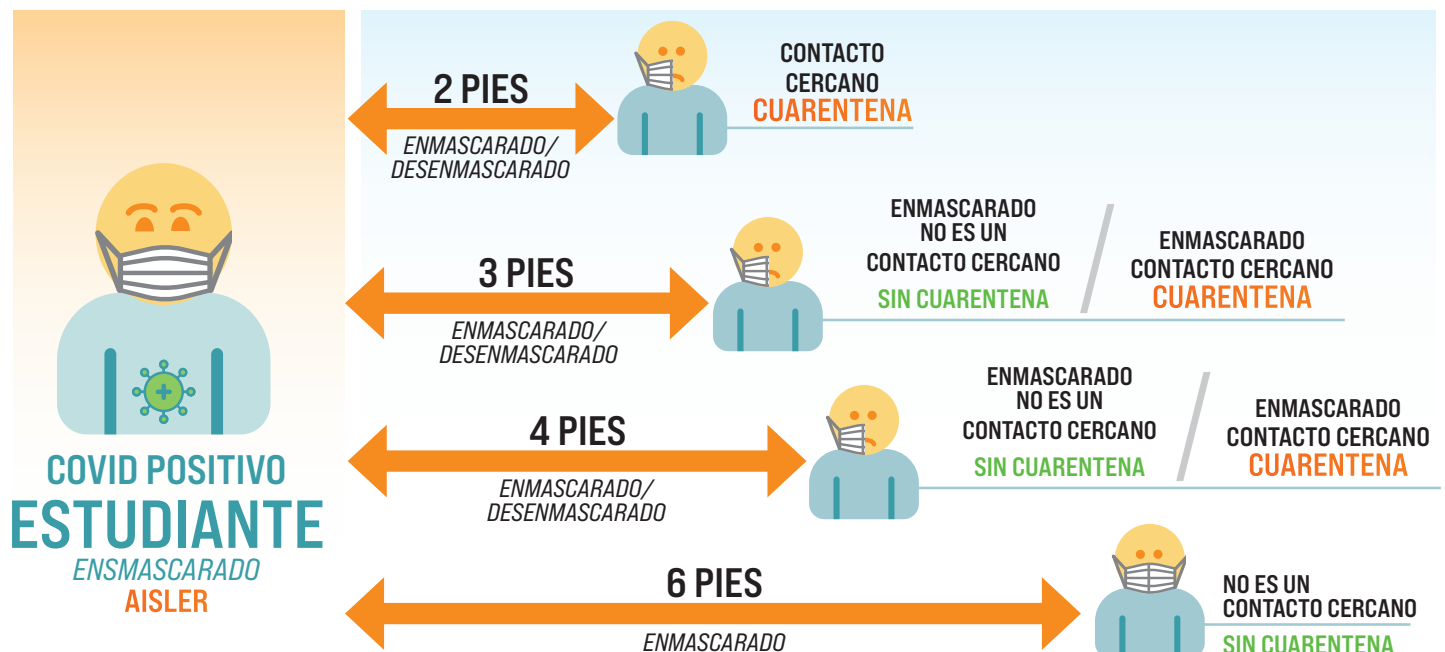 2 PIES
ENMASCARADO/
DESENMASCARADO
CONTACTO
CERCANO
CUARENTENA
3 PIES
ENMASCARADO/
DESENMASCARADO
ENMASCARADO
NO ES UN
CONTACTO CERCANO
SIN CUARENTENA
ENMASCARADO
CONTACTO CERCANO
CUARENTENA
4 PIES
ENMASCARADO/
DESENMASCARADO
ENMASCARADO
NO ES UN
CONTACTO CERCANO
SIN CUARENTENA
ENMASCARADO
CONTACTO CERCANO
CUARENTENA
COVID POSITIVO
ESTUDIANTE
ENSMASCARADO
AISLER
6 PIES
ENMASCARADO
NO ES UN
CONTACTO CERCANO
SIN CUARENTENA